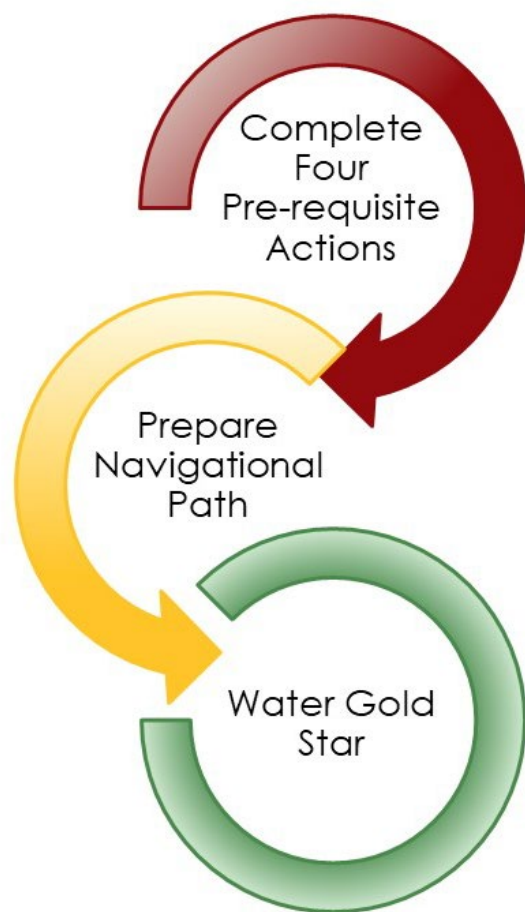 Complete
Four
Pre-requisite
Actions
Prepare
Navigational
Path
Water Gold
Star